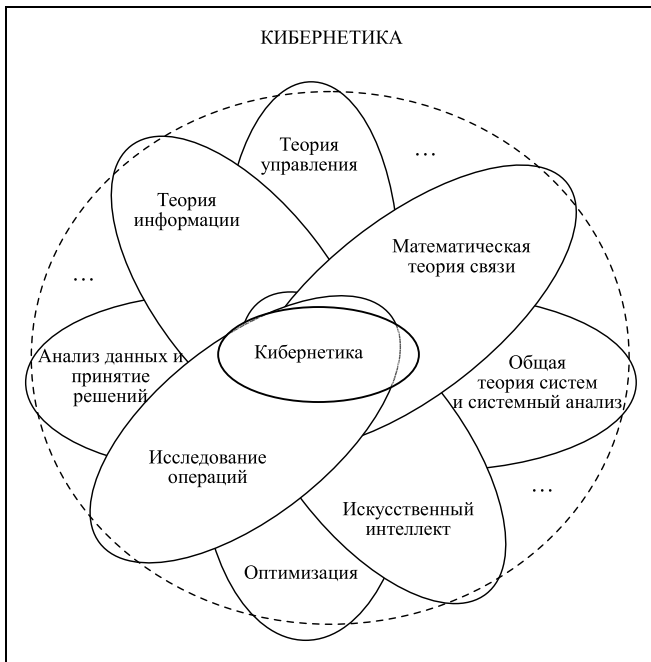 КИБЕРНЕТИКА
Теория
управления
...
Теория
информации
Математическая
теория связи
...
Кибернетика
Анализ данных и
принятие
решений
Общая
теория систем
и системный анализ
Исследование
операций
...
Искусственный
интеллект
Оптимизация